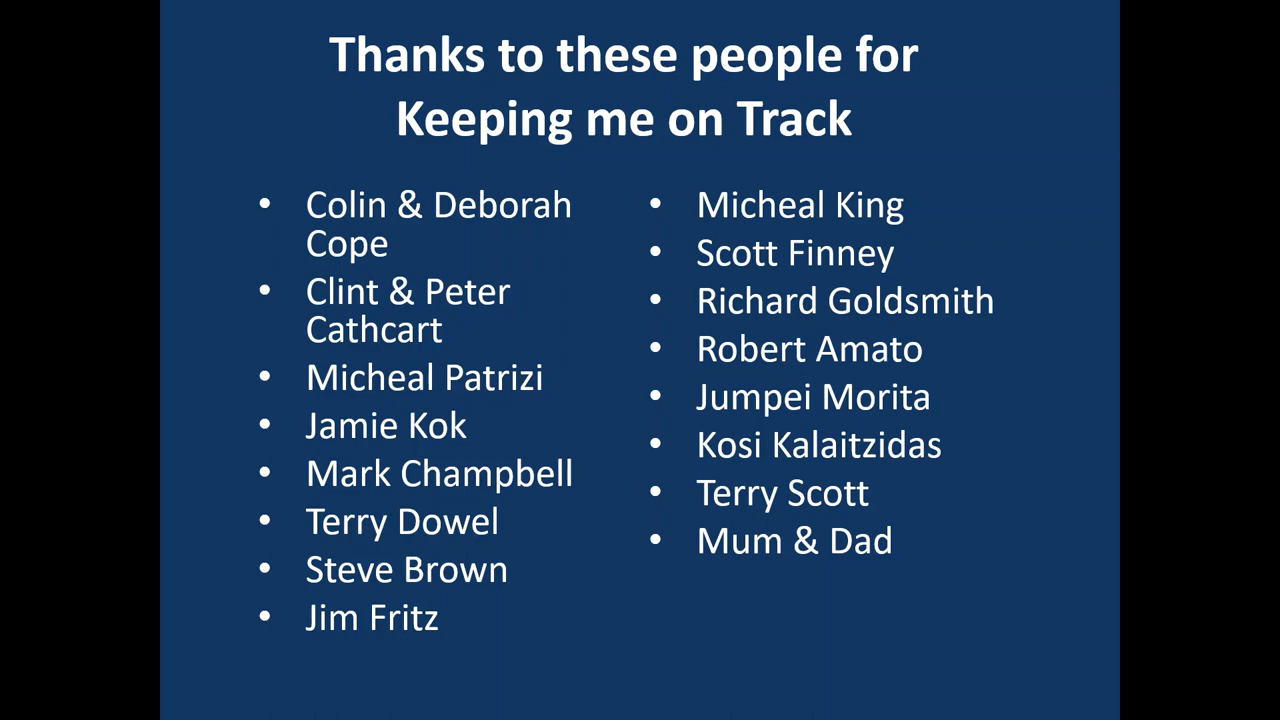 Thanks to these people for
Keeping me on Track
• Colin & Deborah
Cope
• Clint & Peter
Cathcart
• Micheal Patrizi
• Jamie Kok
• Mark Champbell
• Terry Dowel
• Steve Brown
• Jim Fritz
• Micheal King
• Scott Finney
• Richard Goldsmith
• Robert Amato
• Jumpei Morita
• Kosi Kalaitzidas
• Terry Scott
• Mum & Dad